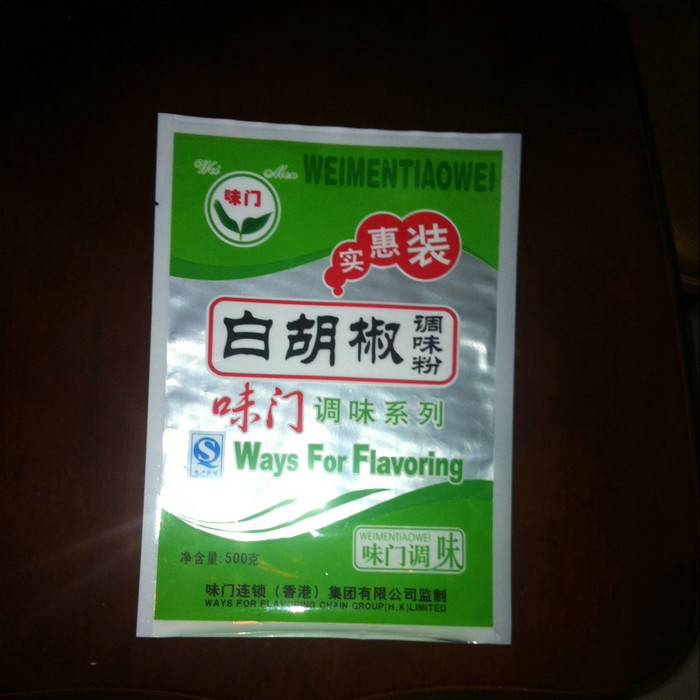 Wei Men WEIMENTIAOWEI
味门
实惠装
白胡椒 调味粉
味门 调味系列
Ways For Flavoring
WEIMENTIAOWEI
味门调味
净含量:500克
味门连锁（香港）集团有限公司监制
WAYS FOR FLAVORING CHAIN GROUP(H,K)LIMITED